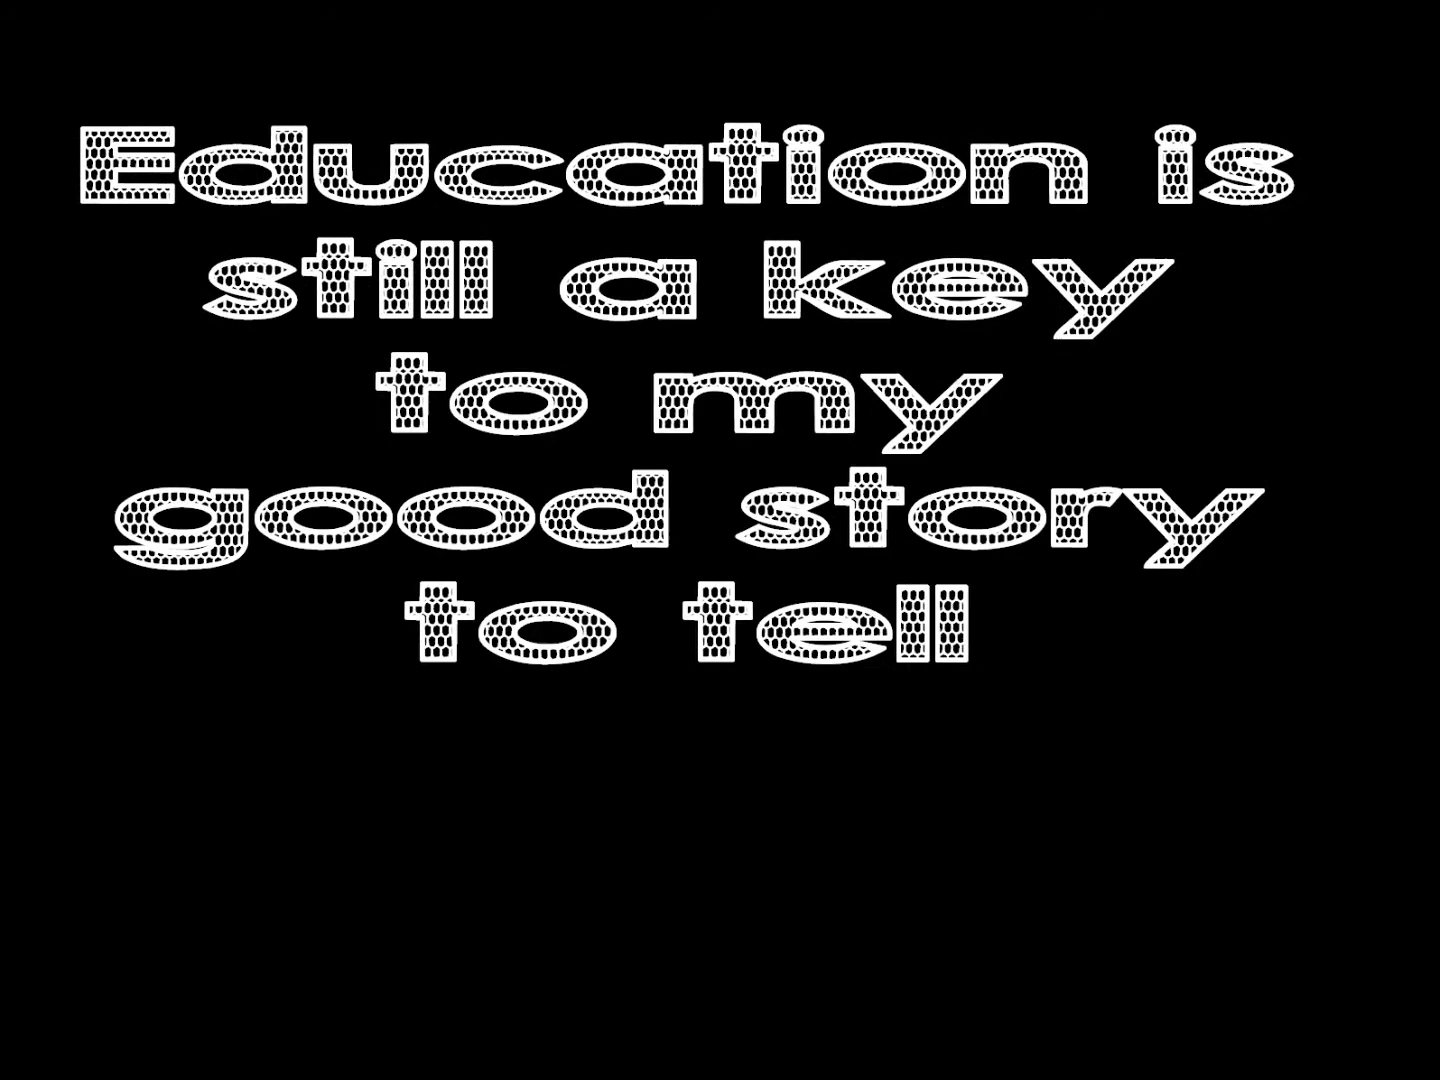 Education is
still a key
to my
good story
to tell